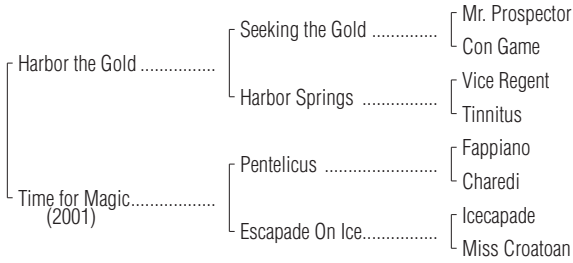 Mr. Prospector
Seeking the Gold ..............
Con Game
Harbor the Gold ................
Vice Regent
Harbor Springs ................
Tinnitus
Fappiano
Pentelicus ........................
Charedi
Time for Magic..................
(2001)
Icecapade
Escapade On Ice................
Miss Croatoan